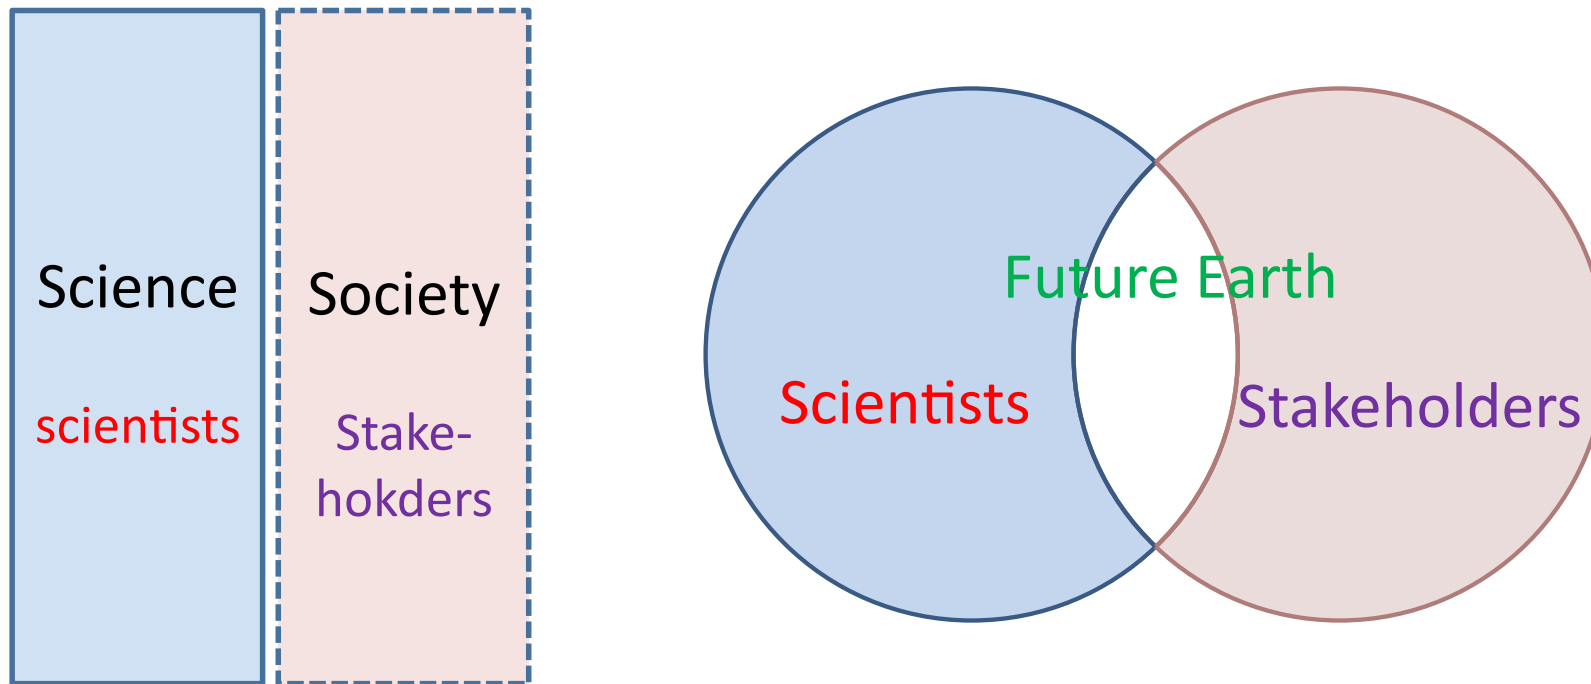 Science
scientists
Society
Stake-
hokders
Future Earth
Scientists
Stakeholders